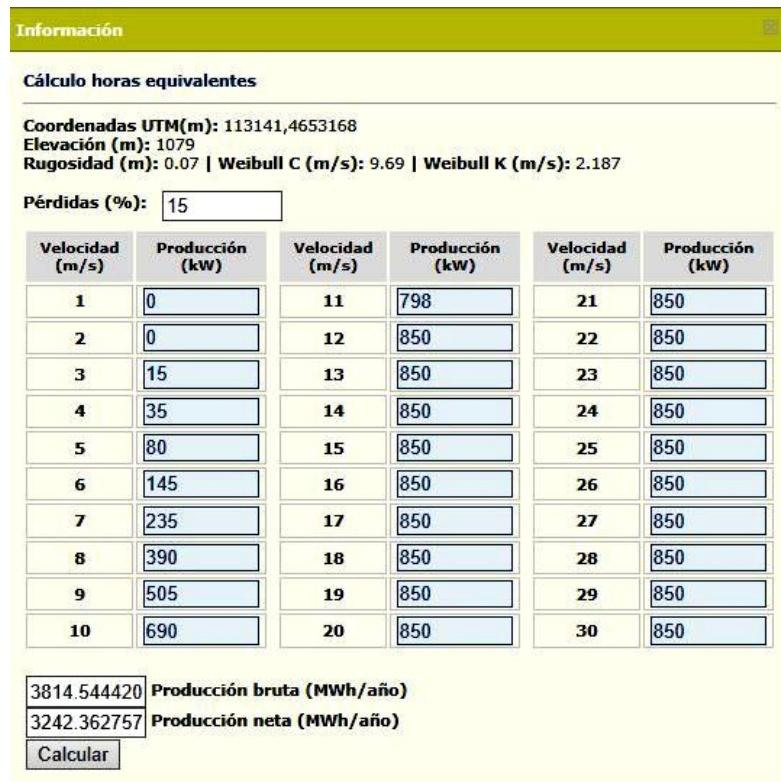 Información
Cálculo horas equivalentes
Coordenadas UTM(m): 113141,4653168
Elevación (m): 1079
Rugosidad (m): 0.07 | Weibull C (m/s): 9.69 | Weibull K (m/s): 2.187
Pérdidas (%): 15
Velocidad (m/s) Producción (kW) Velocidad (m/s) Producción (kW) Velocidad (m/s) Producción (kW)
1 0 11 798 21 850
2 0 12 850 22 850
3 15 13 850 23 850
4 35 14 850 24 850
5 80 15 850 25 850
6 145 16 850 26 850
7 235 17 850 27 850
8 390 18 850 28 850
9 505 19 850 29 850
10 690 20 850 30 850
3814.544420 Producción bruta (MWh/año)
3242.362757 Producción neta (MWh/año)
Calcular